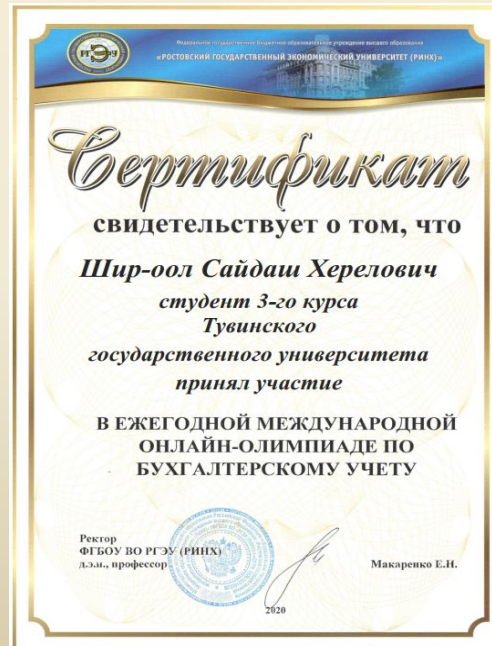 РГЭУ
Федеральное государственное бюджетное образовательное учреждение высшего образования
«РОСТОВСКИЙ ГОСУДАРСТВЕННЫЙ ЭКОНОМИЧЕСКИЙ УНИВЕРСИТЕТ (РИНХ)»
Сертификат
свидетельствует о том, что
Шир-оол Сайдаш Херелович
студент 3-го курса
Тувинского
государственного университета
принял участие
В ЕЖЕГОДНОЙ МЕЖДУНАРОДНОЙ
ОНЛАЙН-ОЛИМПИАДЕ ПО
БУХГАЛТЕРСКОМУ УЧЕТУ
Ректор
ФГБОУ ВО РГЭУ (РИНХ)
д.э.н., профессор
Макаренко Е.Н.
2020